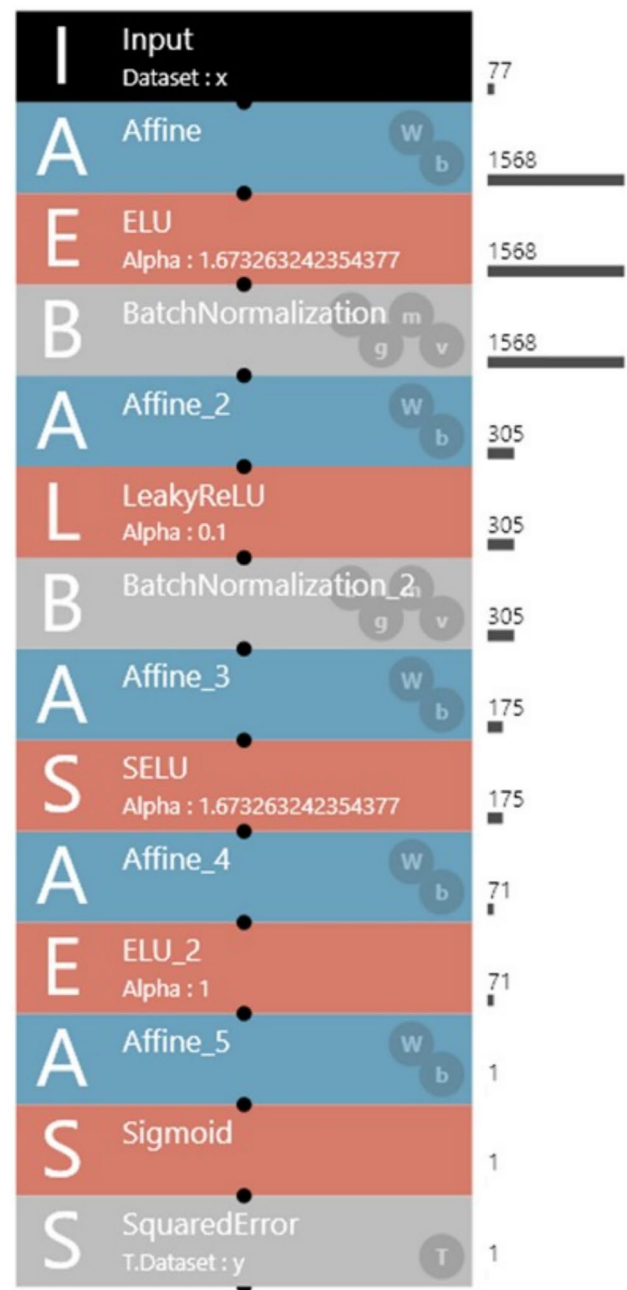 I
Input
Dataset : x
77
A
Affine
W
b
1568
E
ELU
Alpha : 1.673263242354377
1568
B
BatchNormalization
m
g
v
1568
A
Affine_2
W
b
305
L
LeakyReLU
Alpha : 0.1
305
B
BatchNormalization_2
g
v
305
A
Affine_3
W
b
175
S
SELU
Alpha : 1.673263242354377
175
A
Affine_4
W
b
71
E
ELU_2
Alpha : 1
71
A
Affine_5
W
b
1
S
Sigmoid
1
S
SquaredError
T.Dataset : y
T
1